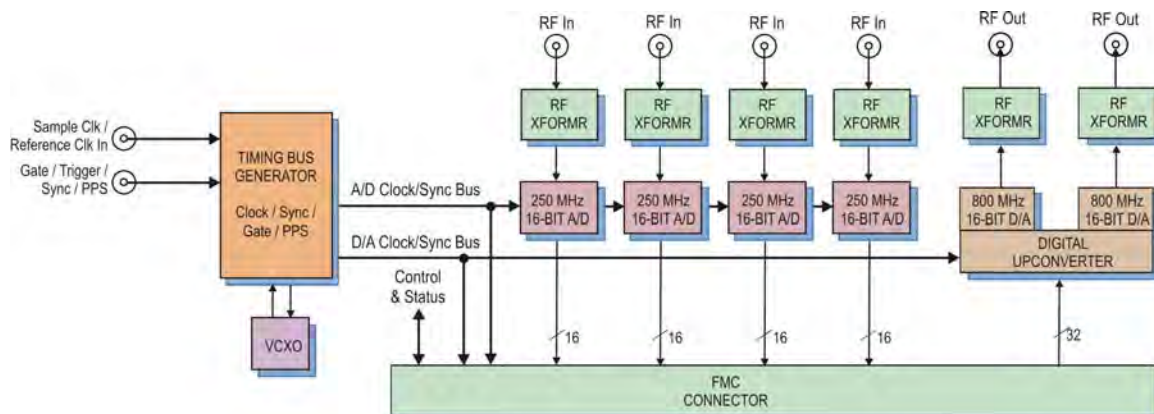 RF In
RF In
RF In
RF In
RF Out
RF Out
Sample Clk /
Reference Clk In
Gate / Trigger /
Sync / PPS
TIMING BUS
GENERATOR
Clock / Sync /
Gate / PPS
VCXO
A/D Clock/Sync Bus
D/A Clock/Sync Bus
Control
& Status
RF
XFORMR
RF
XFORMR
RF
XFORMR
RF
XFORMR
RF
XFORMR
RF
XFORMR
250 MHz
16-BIT A/D
250 MHz
16-BIT A/D
250 MHz
16-BIT A/D
250 MHz
16-BIT A/D
800 MHz
16-BIT D/A
800 MHz
16-BIT D/A
DIGITAL
UPCONVERTER
16
16
16
16
32
FMC
CONNECTOR